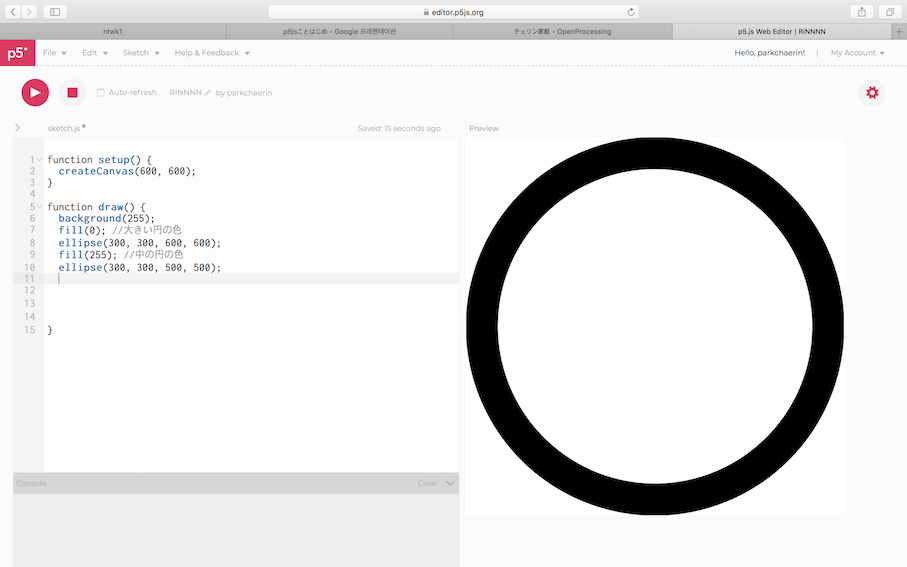 editor.p5js.org
ntwk1
p5jsことはじめ - Google 프레젠테이션
チェリン家紋 - OpenProcessing
p5.js Web Editor | RINNNN
p5*
File
Edit
Sketch
Help & Feedback
Hello, parkchaerin!
|
My Account
Auto-refresh
RINNNN
by parkchaerin
sketch.js
Saved: 15 seconds ago
Preview
1 function setup() {
2 createCanvas(600, 600);
3 }
4
5 function draw() {
6 background(255);
7 fill(0); //大きい円の色
8 ellipse(300, 300, 600, 600);
9 fill(255); //中の円の色
10 ellipse(300, 300, 500, 500);
11
12
13
14
15 }
Console
Clear